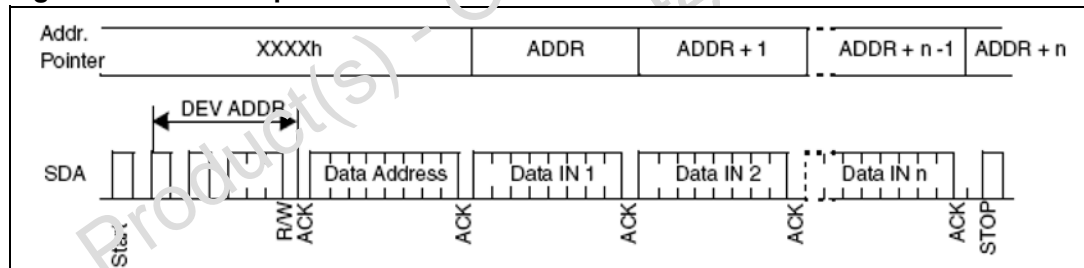 Addr.
Pointer
XXXXh
ADDR
ADDR + 1
ADDR + n -1
ADDR + n
DEV ADDR
SDA
Data Address
Data IN 1
Data IN 2
Data IN n
Start
R/W
ACK
ACK
ACK
ACK
ACK
STOP
Product(s) -